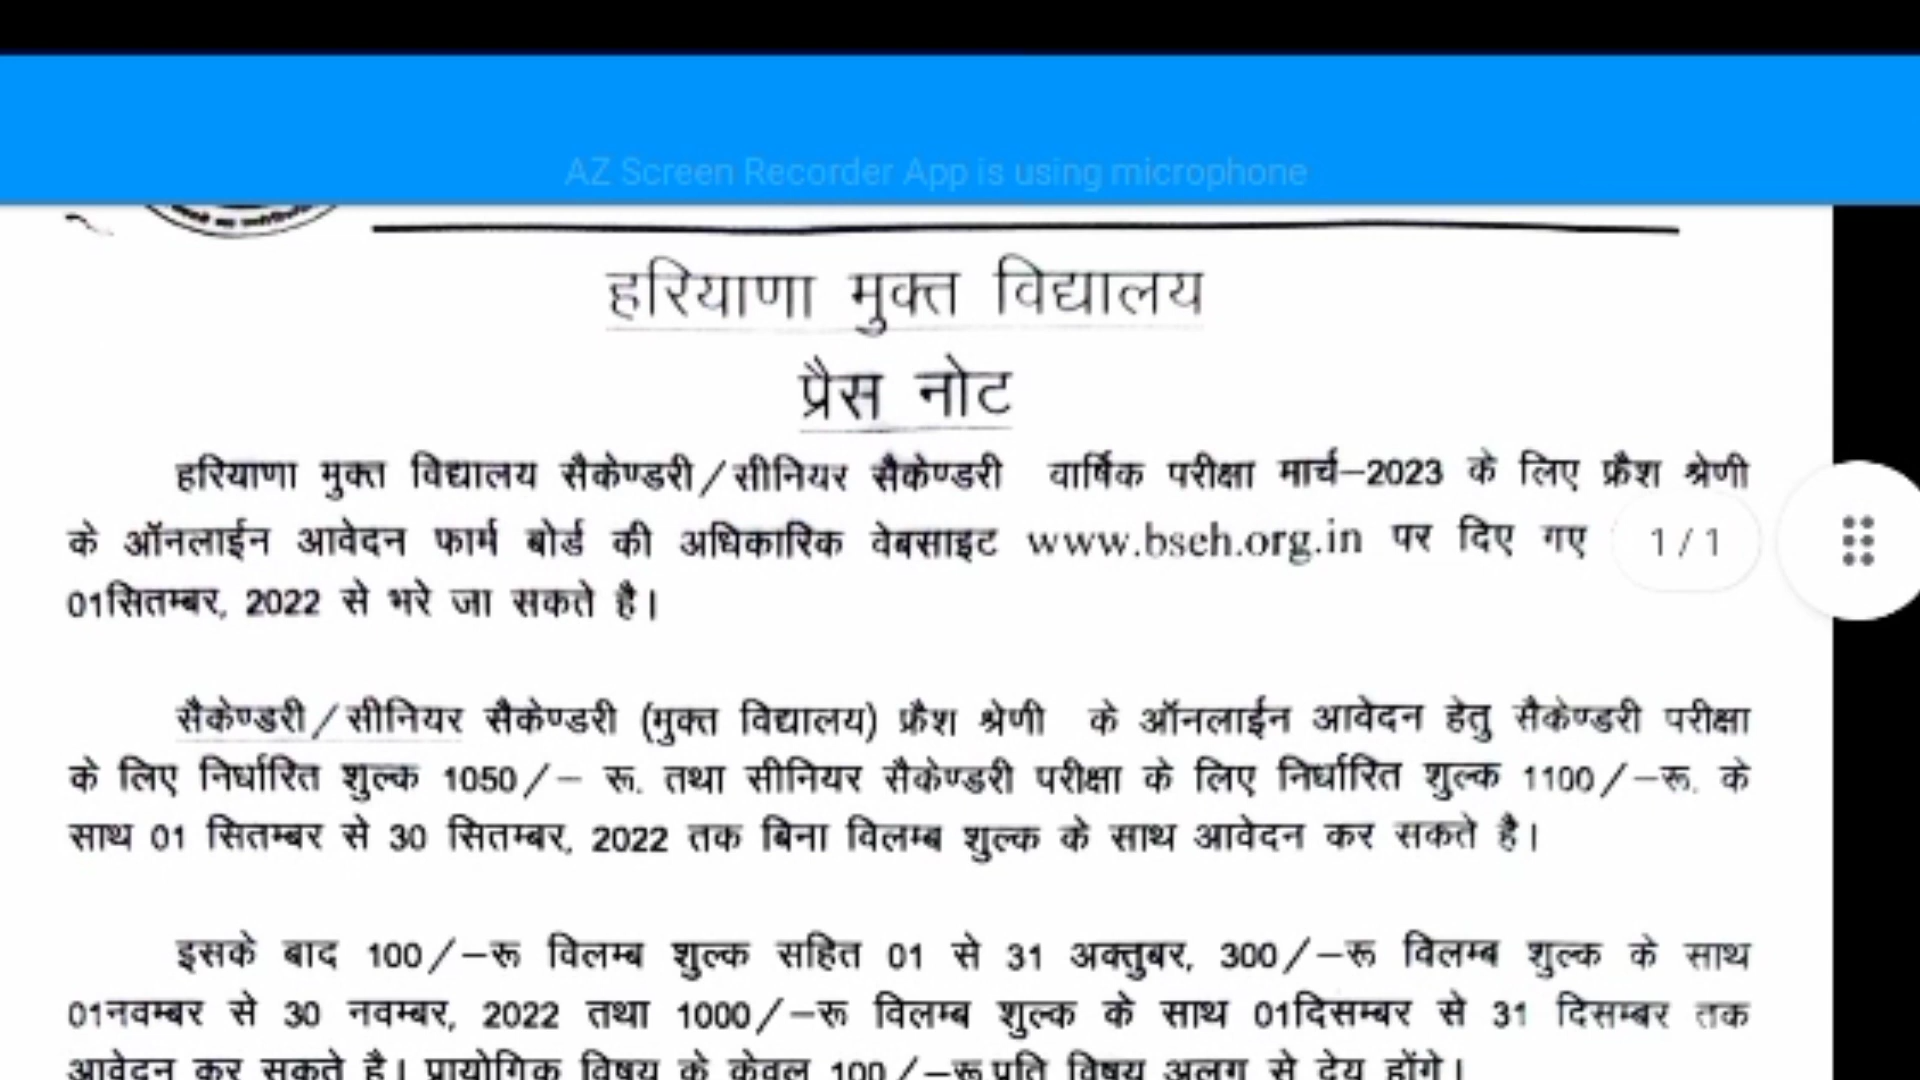 AZ Screen Recorder App is using microphone
हरियाणा मुक्त विद्यालय
प्रैस नोट
हरियाणा मुक्त विद्यालय सैकेण्डरी/सीनियर सैकेण्डरी वार्षिक परीक्षा मार्च–2023 के लिए फ्रैश श्रेणी
के ऑनलाईन आवेदन फार्म बोर्ड की अधिकारिक वेबसाइट www.bseh.org.in पर दिए गए
1/1
01सितम्बर, 2022 से भरे जा सकते है।
सैकेण्डरी/सीनियर सैकेण्डरी (मुक्त विद्यालय) फ्रैश श्रेणी के ऑनलाईन आवेदन हेतु सैकेण्डरी परीक्षा
के लिए निर्धारित शुल्क 1050/– रू. तथा सीनियर सैकेण्डरी परीक्षा के लिए निर्धारित शुल्क 1100/–रू. के
साथ 01 सितम्बर से 30 सितम्बर, 2022 तक बिना विलम्ब शुल्क के साथ आवेदन कर सकते है।
इसके बाद 100/–रू विलम्ब शुल्क सहित 01 से 31 अक्तुबर, 300/–रू विलम्ब शुल्क के साथ
01नवम्बर से 30 नवम्बर, 2022 तथा 1000/–रू विलम्ब शुल्क के साथ 01दिसम्बर से 31 दिसम्बर तक
आवेदन कर सकते है। प्रायोगिक विषय के केवल 100/–रू प्रति विषय अलग से देय होंगे।